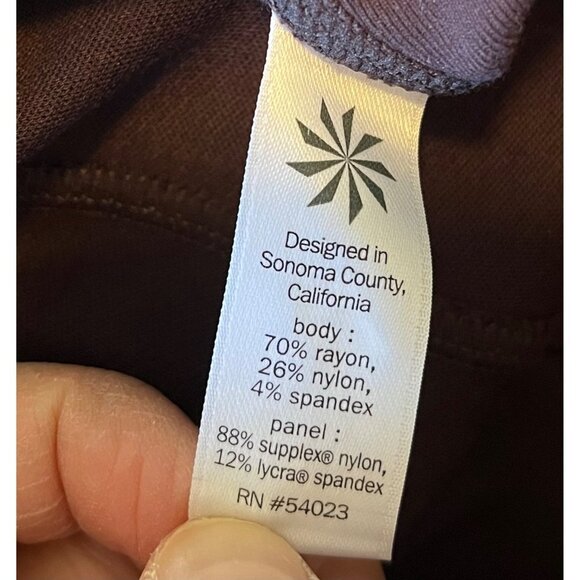 Designed in
Sonoma County,
California
body :
70% rayon,
26% nylon,
4% spandex
panel :
88% supplex® nylon,
12% lycra® spandex
RN #54023